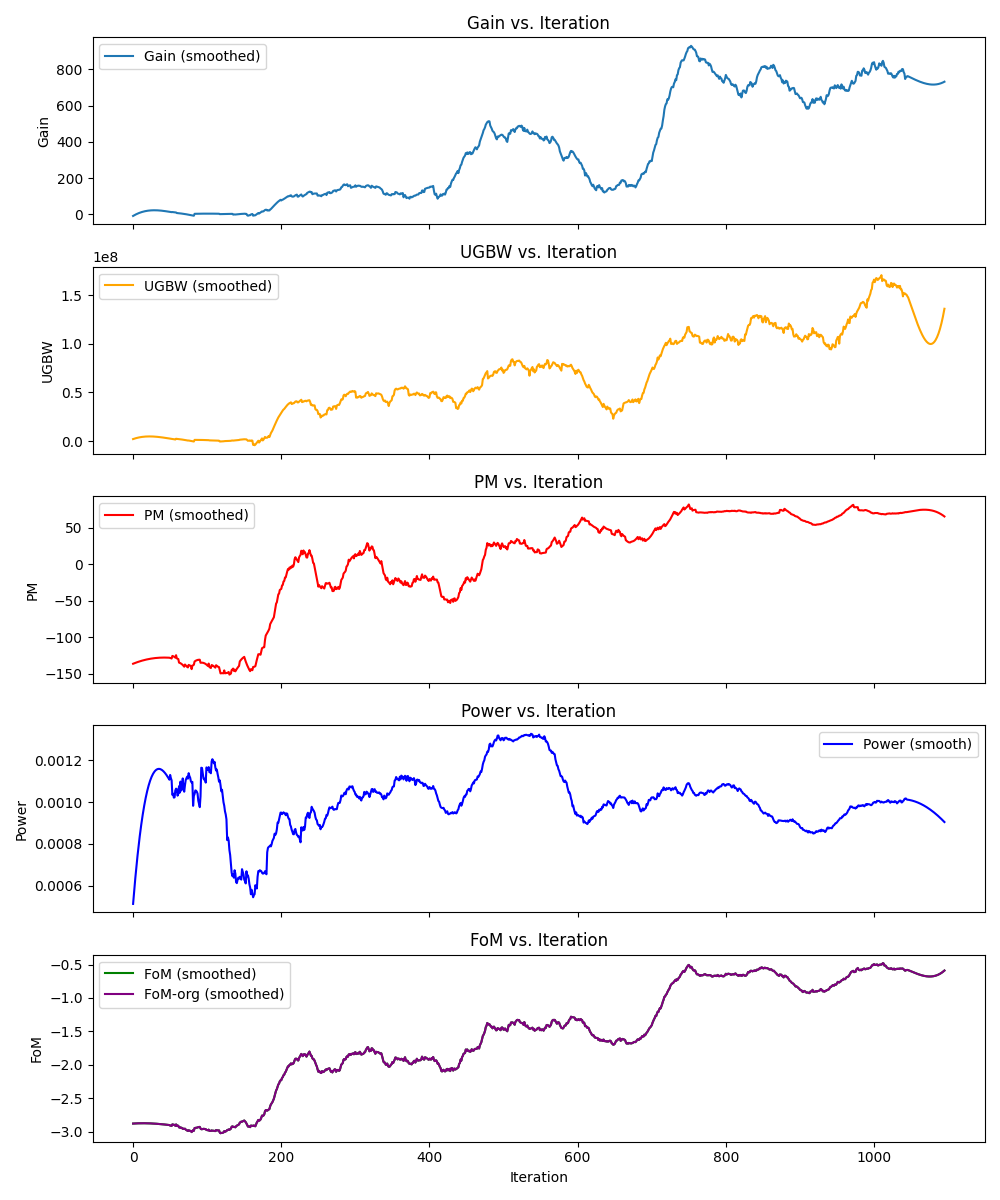 Gain vs. Iteration
Gain (smoothed)
800
600
400
200
0
Gain
UGBW vs. Iteration
1e8
UGBW (smoothed)
1.5
1.0
0.5
0.0
UGBW
PM vs. Iteration
PM (smoothed)
50
0
−50
−100
−150
PM
Power vs. Iteration
Power (smooth)
0.0012
0.0010
0.0008
0.0006
Power
FoM vs. Iteration
FoM (smoothed)
FoM-org (smoothed)
−0.5
−1.0
−1.5
−2.0
−2.5
−3.0
FoM
0 200 400 600 800 1000
Iteration